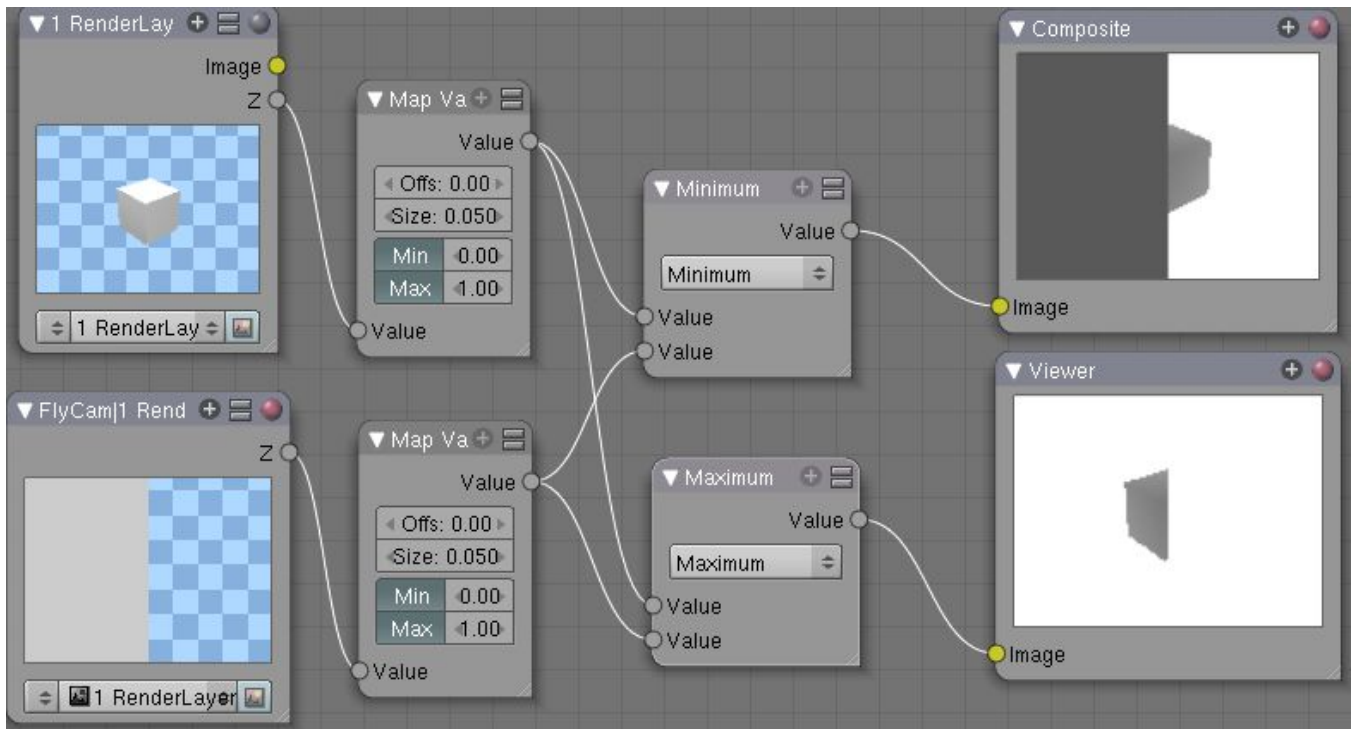 1 RenderLay
Image
Z
1 RenderLay
Map Va
Value
Offs: 0.00
Size: 0.050
Min 0.00
Max 1.00
Value
Minimum
Value
Minimum
Value
Value
Composite
Image
FlyCam|1 Rend
Z
1 RenderLayer
Map Va
Value
Offs: 0.00
Size: 0.050
Min 0.00
Max 1.00
Value
Maximum
Value
Maximum
Value
Value
Viewer
Image